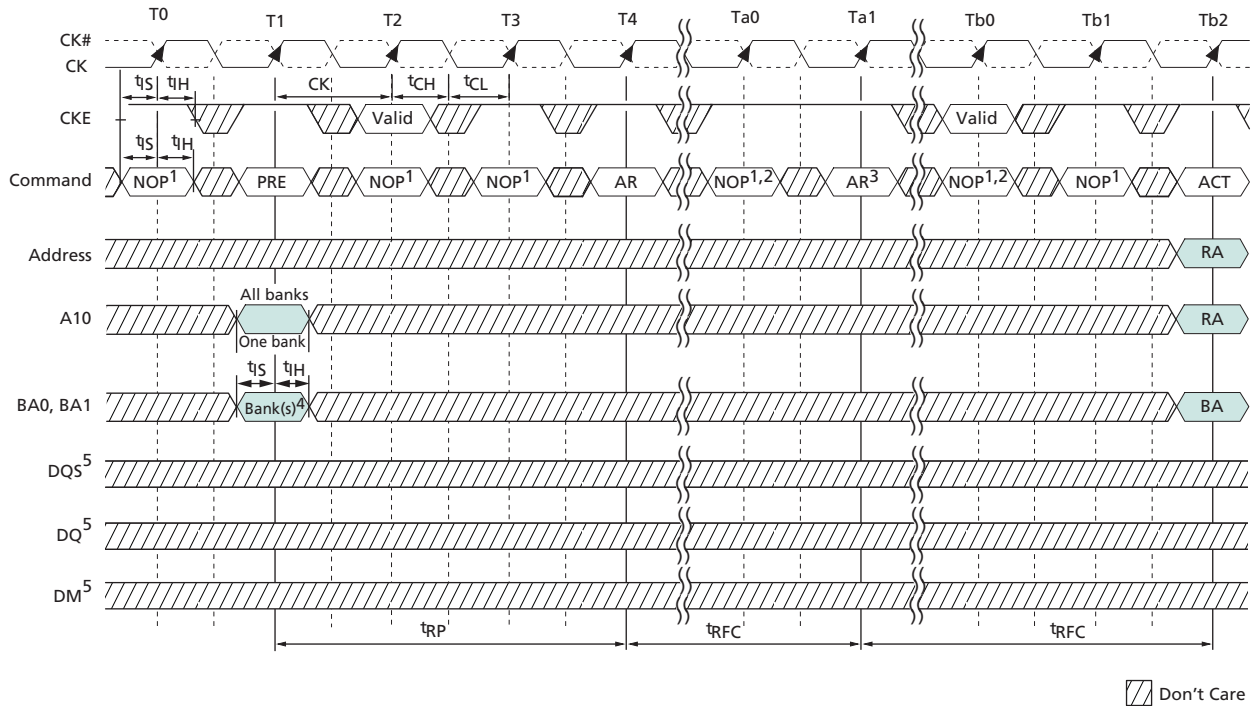 T0 T1 T2 T3 T4 Ta0 Ta1 Tb0 Tb1 Tb2
CK#
CK
tIS tIH CK tCH tCL
CKE Valid Valid
tIS tIH
Command NOP1 PRE NOP1 NOP1 AR NOP1,2 AR3 NOP1,2 NOP1 ACT
Address RA
All banks
A10 RA
One bank
tIS tIH
BA0, BA1 Bank(s)4 BA
DQS5
DQ5
DM5
tRP tRFC tRFC
Don't Care